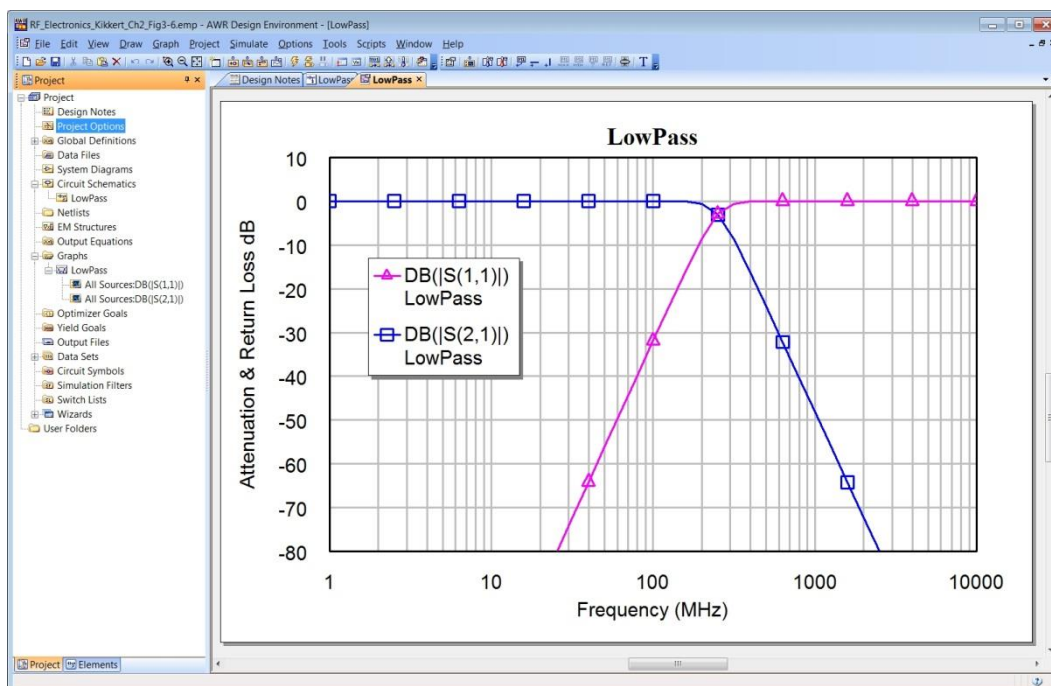 RF_Electronics_Kikkert_Ch2_Fig3-6.emp - AWR Design Environment - [LowPass]
File Edit View Draw Graph Project Simulate Options Tools Scripts Window Help
Project
Project
Design Notes
Project Options
Global Definitions
Data Files
System Diagrams
Circuit Schematics
LowPass
Netlists
EM Structures
Output Equations
Graphs
LowPass
All Sources:DB(|S(1,1)|)
All Sources:DB(|S(2,1)|)
Optimizer Goals
Yield Goals
Output Files
Data Sets
Circuit Symbols
Simulation Filters
Switch Lists
Wizards
User Folders
Project Elements
Design Notes LowPas LowPass
LowPass
Attenuation & Return Loss dB
10
0
-10
-20
-30
-40
-50
-60
-70
-80
DB(|S(1,1)|)
LowPass
DB(|S(2,1)|)
LowPass
1 10 100 1000 10000
Frequency (MHz)